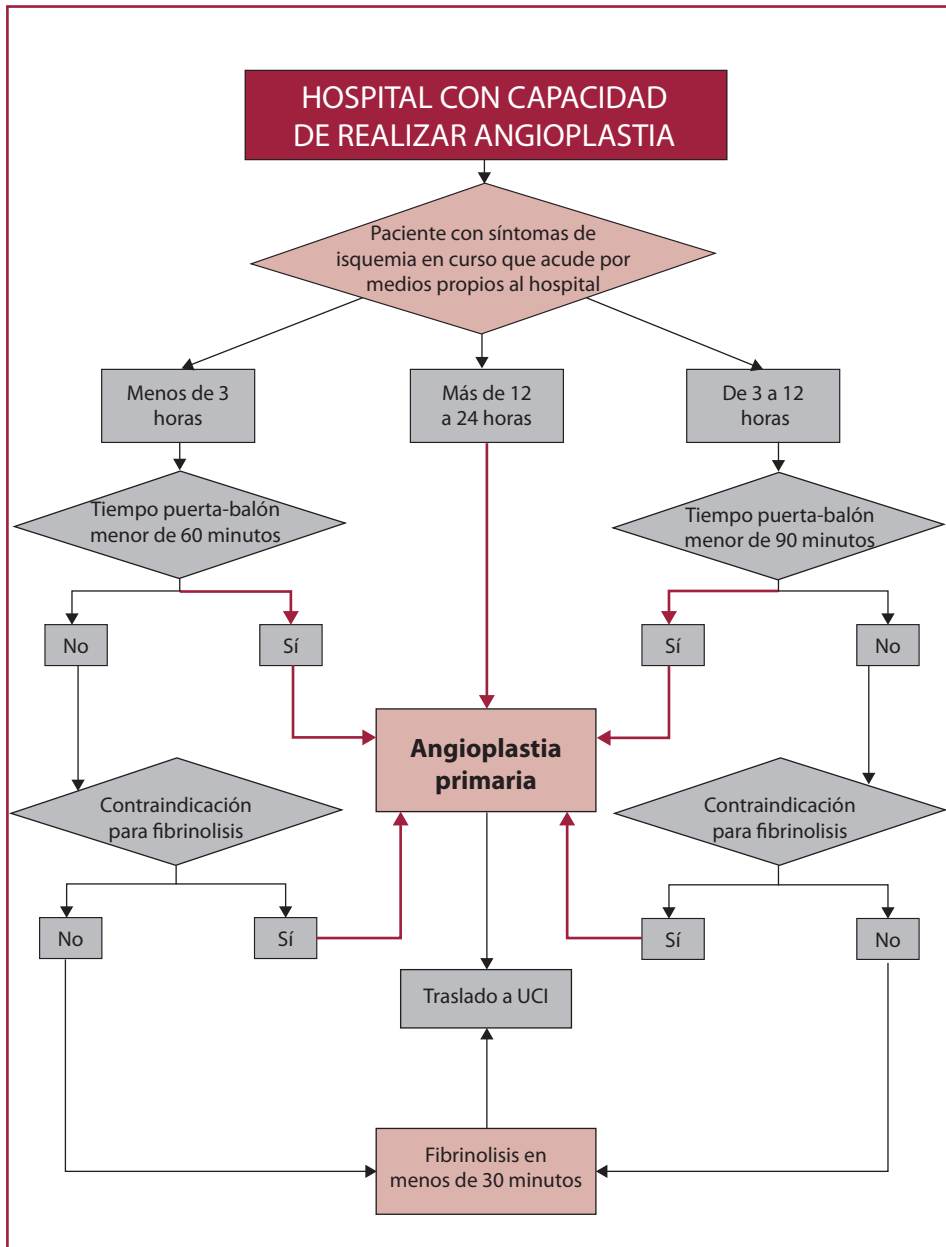 HOSPITAL CON CAPACIDAD
DE REALIZAR ANGIOPLASTIA
Paciente con síntomas de
isquemia en curso que acude por
medios propios al hospital
Menos de 3
horas
Más de 12
a 24 horas
De 3 a 12
horas
Tiempo puerta-balón
menor de 60 minutos
Tiempo puerta-balón
menor de 90 minutos
No
Sí
Sí
No
Angioplastia
primaria
Contraindicación
para fibrinolisis
Contraindicación
para fibrinolisis
No
Sí
Sí
No
Traslado a UCI
Fibrinolisis en
menos de 30 minutos